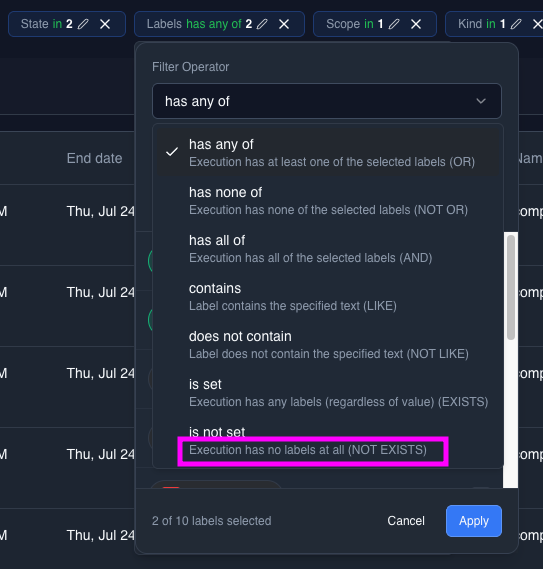 State in 2
Labels has any of 2
Scope in 1
Kind in 1
Filter Operator
has any of
has any of
Execution has at least one of the selected labels (OR)
has none of
Execution has none of the selected labels (NOT OR)
has all of
Execution has all of the selected labels (AND)
contains
Label contains the specified text (LIKE)
does not contain
Label does not contain the specified text (NOT LIKE)
is set
Execution has any labels (regardless of value) (EXISTS)
is not set
Execution has no labels at all (NOT EXISTS)
2 of 10 labels selected
Cancel
Apply
End date
M
Thu, Jul 24
M
Thu, Jul 24
M
Thu, Jul 24
M
Thu, Jul 24
M
Thu, Jul 24